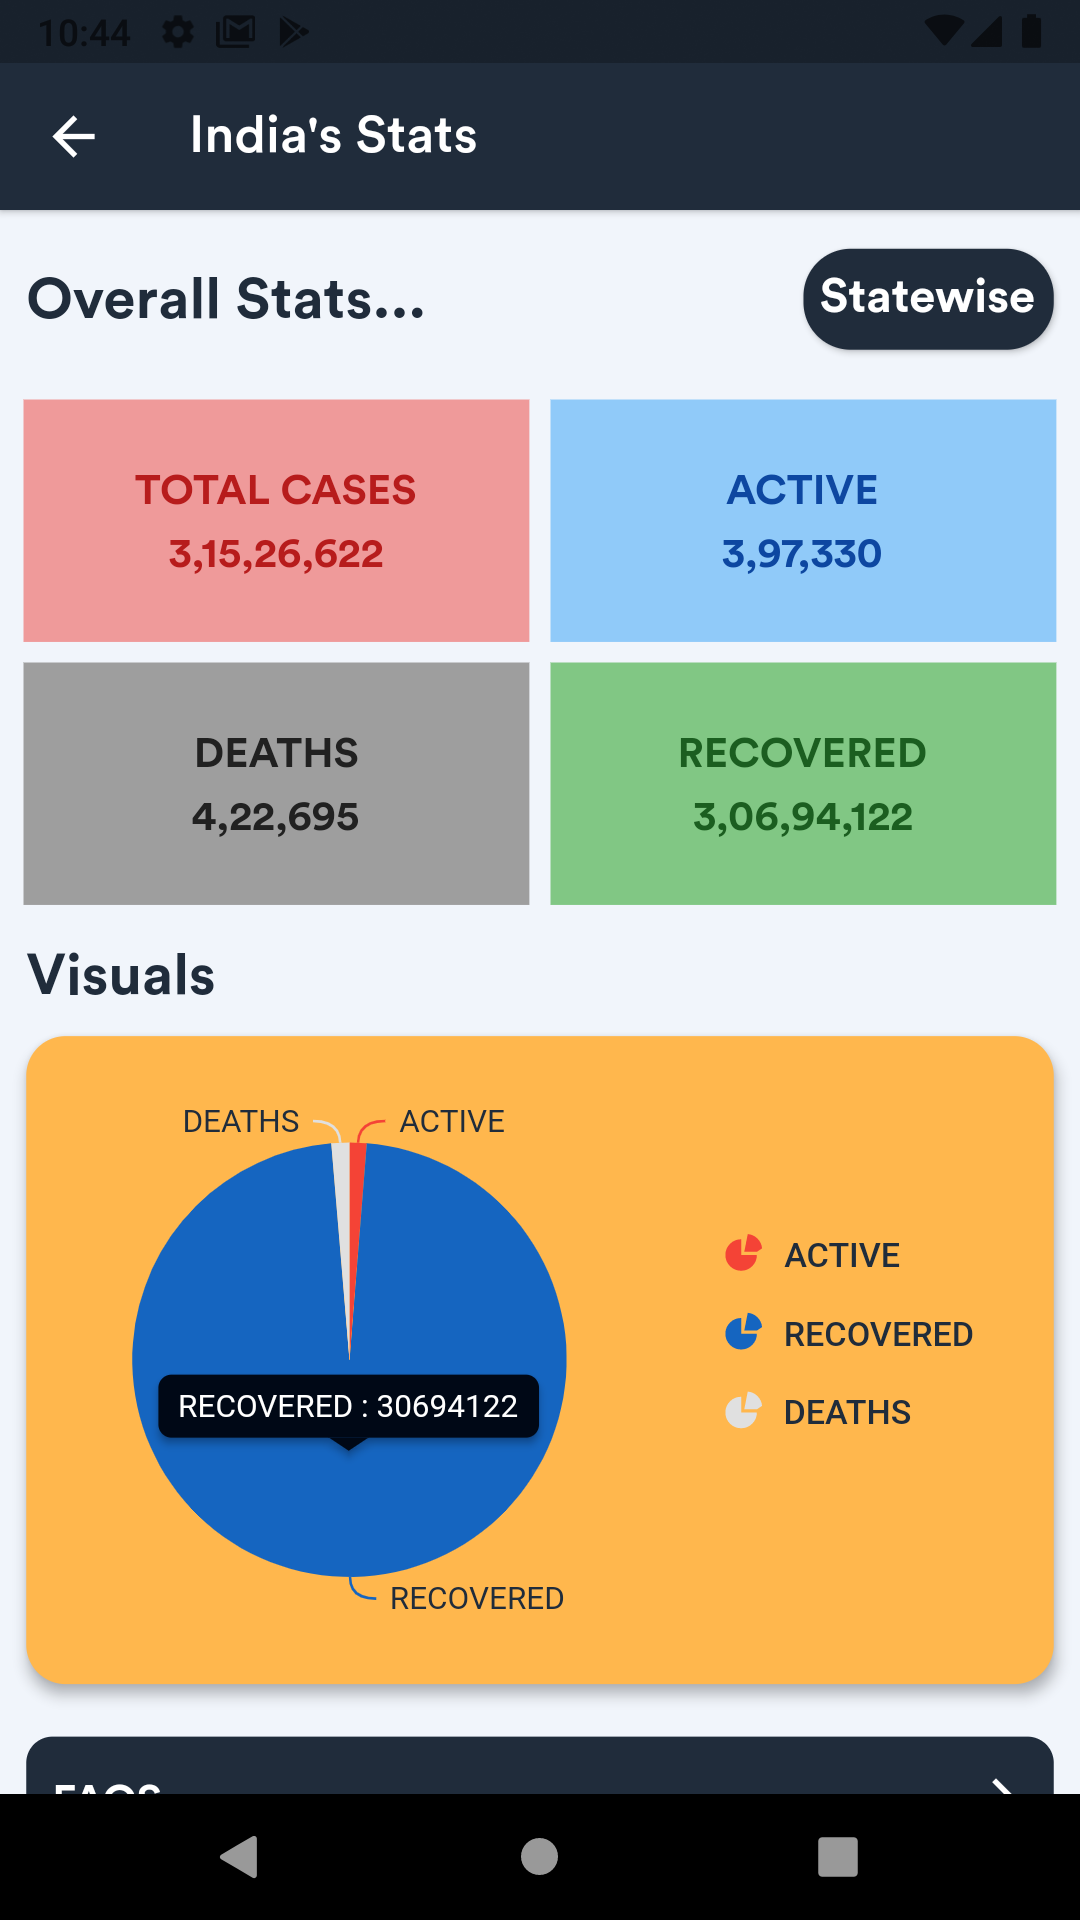 10:44
India's Stats
Overall Stats...
Statewise
TOTAL CASES
3,15,26,622
ACTIVE
3,97,330
DEATHS
4,22,695
RECOVERED
3,06,94,122
Visuals
DEATHS
ACTIVE
RECOVERED : 30694122
RECOVERED
ACTIVE
RECOVERED
DEATHS
FAQS